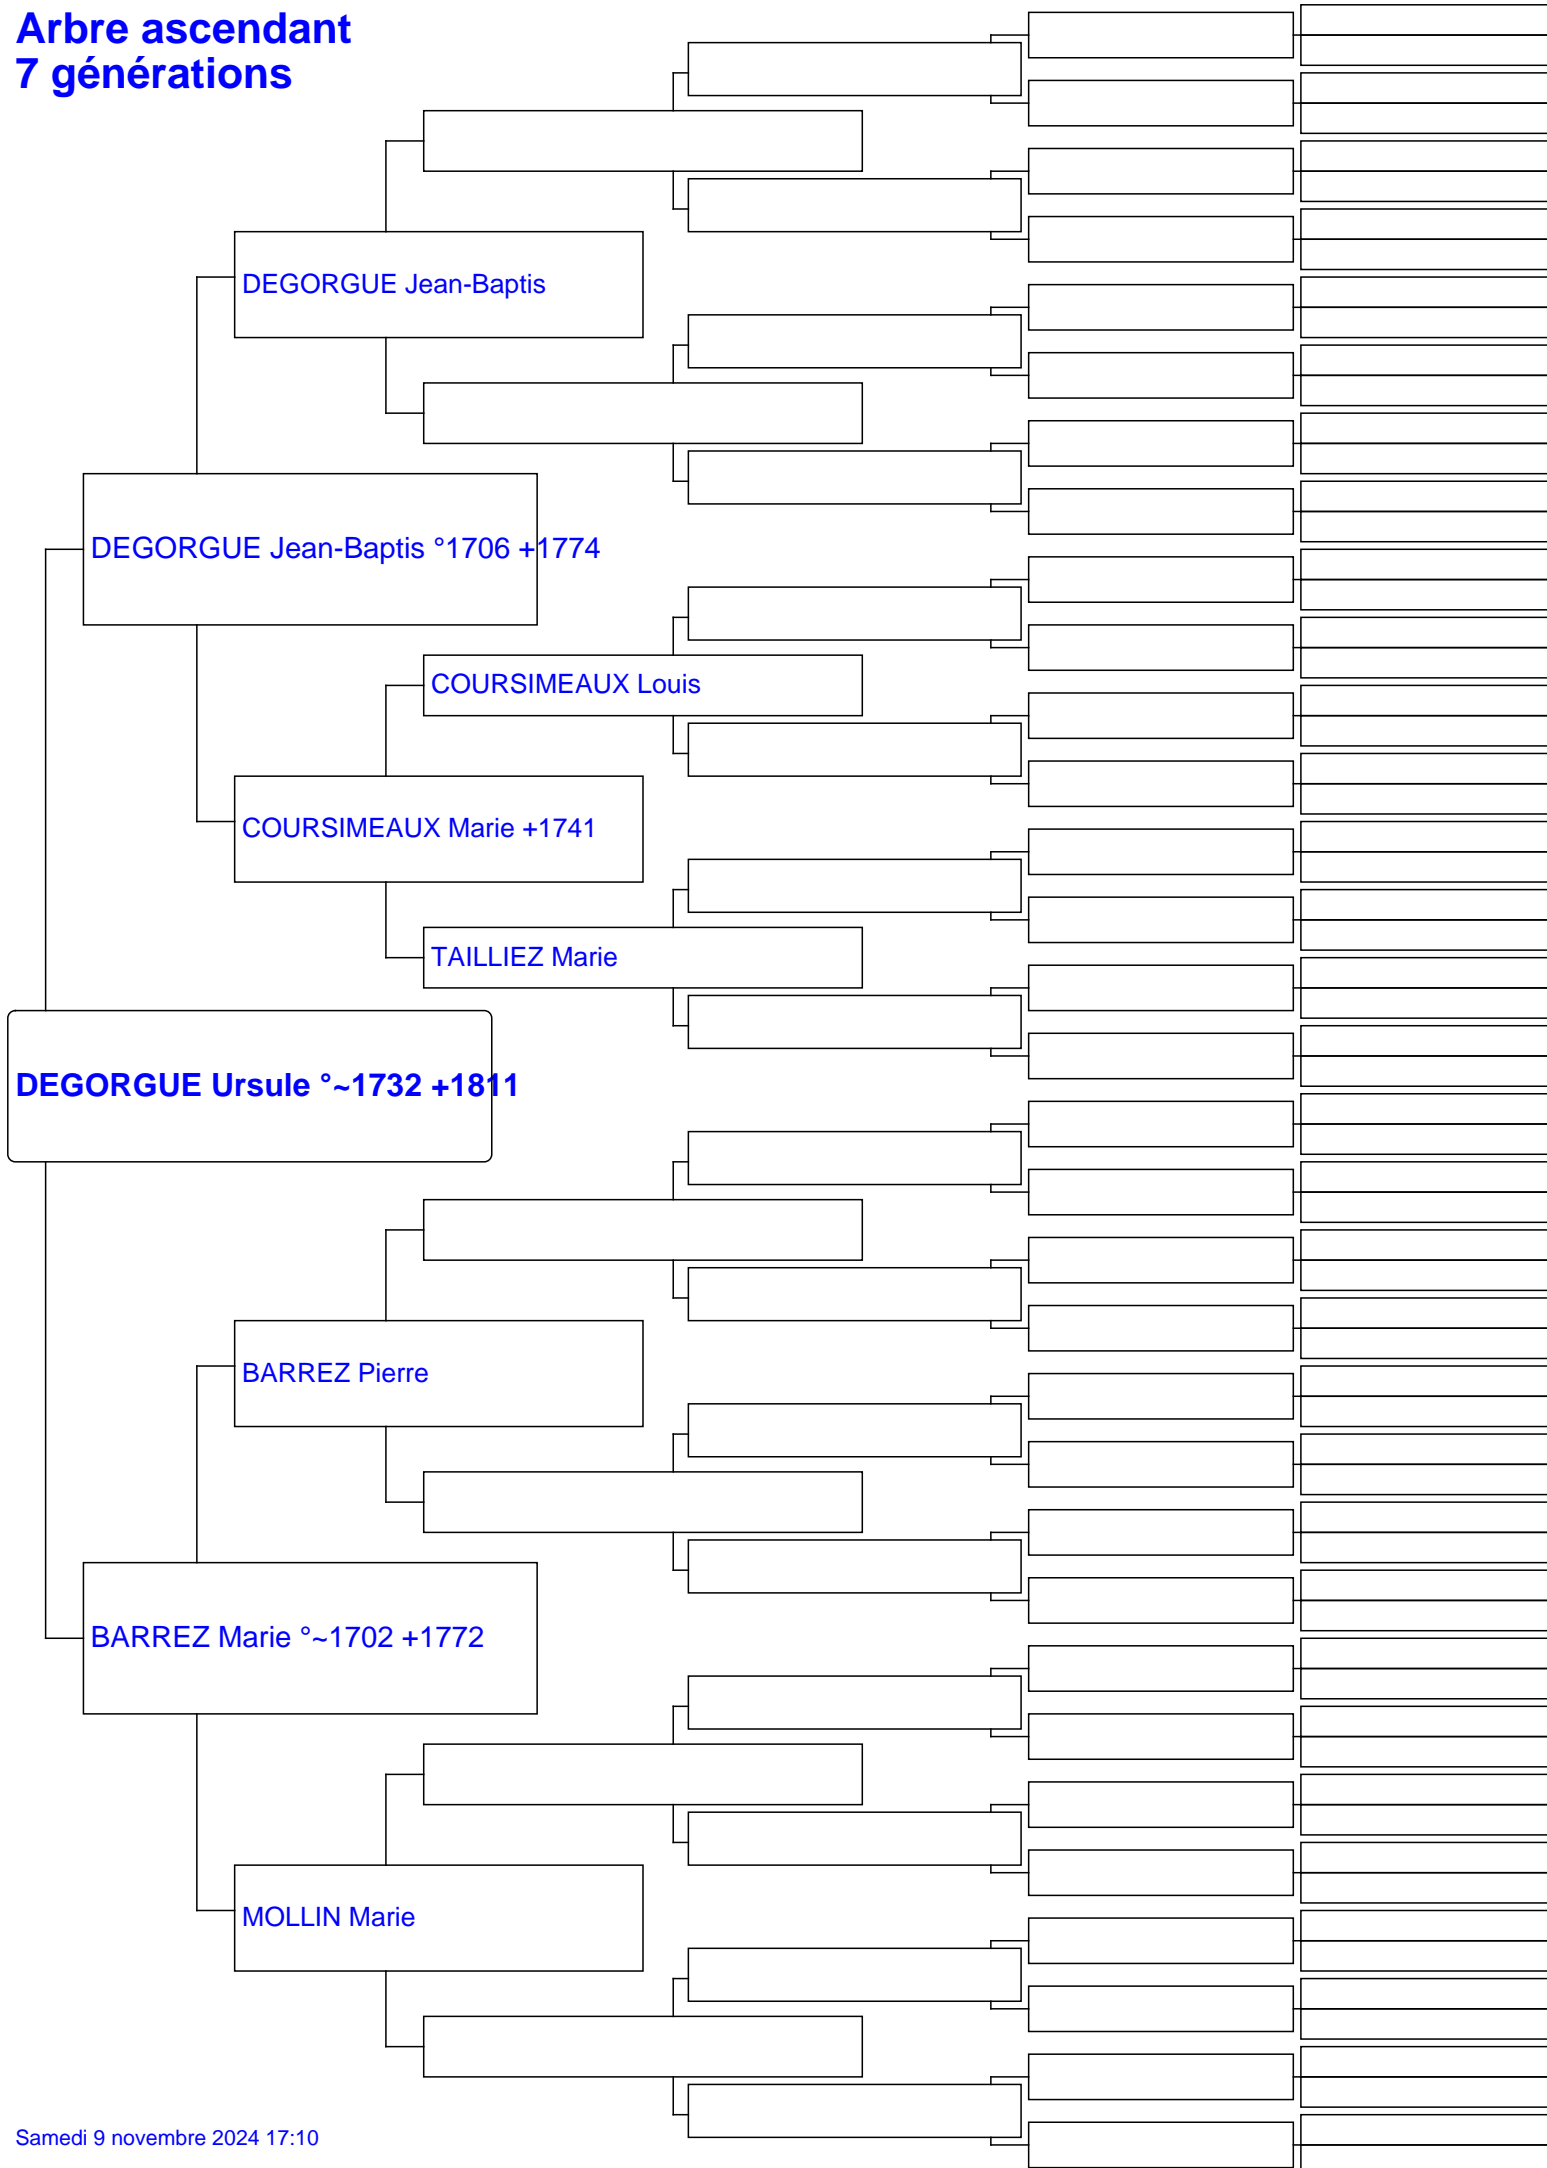 Arbre ascendant
7 générations
DEGORGUE Jean-Baptis
DEGORGUE Jean-Baptis °1706 +1774
COURSIMEAUX Louis
COURSIMEAUX Marie +1741
TAILLIEZ Marie
DEGORGUE Ursule °~1732 +1811
BARREZ Pierre
BARREZ Marie °~1702 +1772
MOLLIN Marie
Samedi 9 novembre 2024 17:10